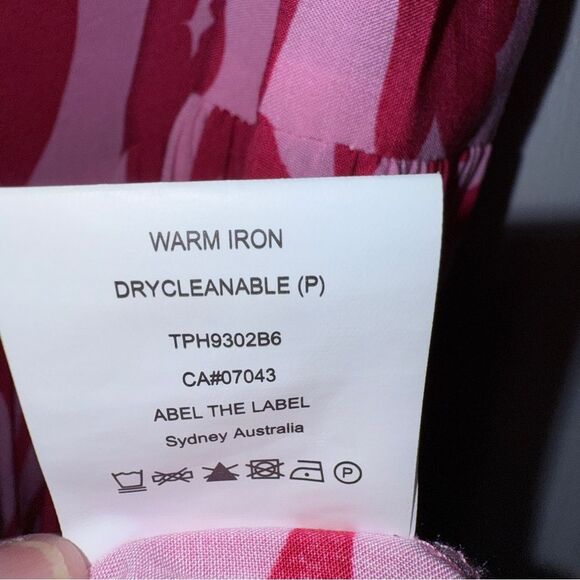 WARM IRON
DRYCLEANABLE (P)
TPH9302B6
CA#07043
ABEL THE LABEL
Sydney Australia
P